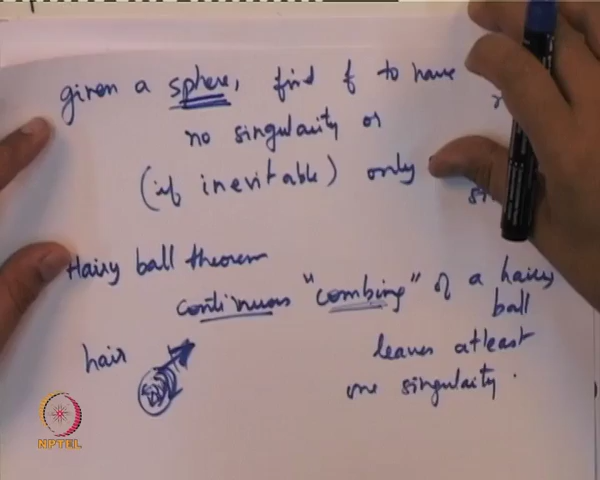 given a sphere, find f to have
no singularity or
(if inevitable) only
Hairy ball theorem
continuous "combing" of a hairy
ball
hair
leaves atleast
one singularity.
NPTEL